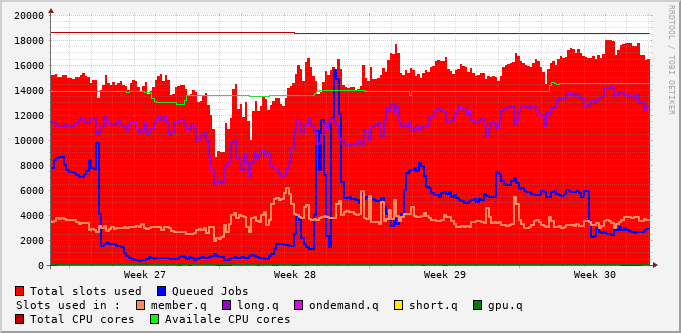 RRDTOOL / TOBI OETIKER
20000
18000
16000
14000
12000
10000
8000
6000
4000
2000
0
Week 27 Week 28 Week 29 Week 30
Total slots used Queued Jobs
Slots used in : member.q long.q ondemand.q short.q gpu.q
Total CPU cores Availale CPU cores